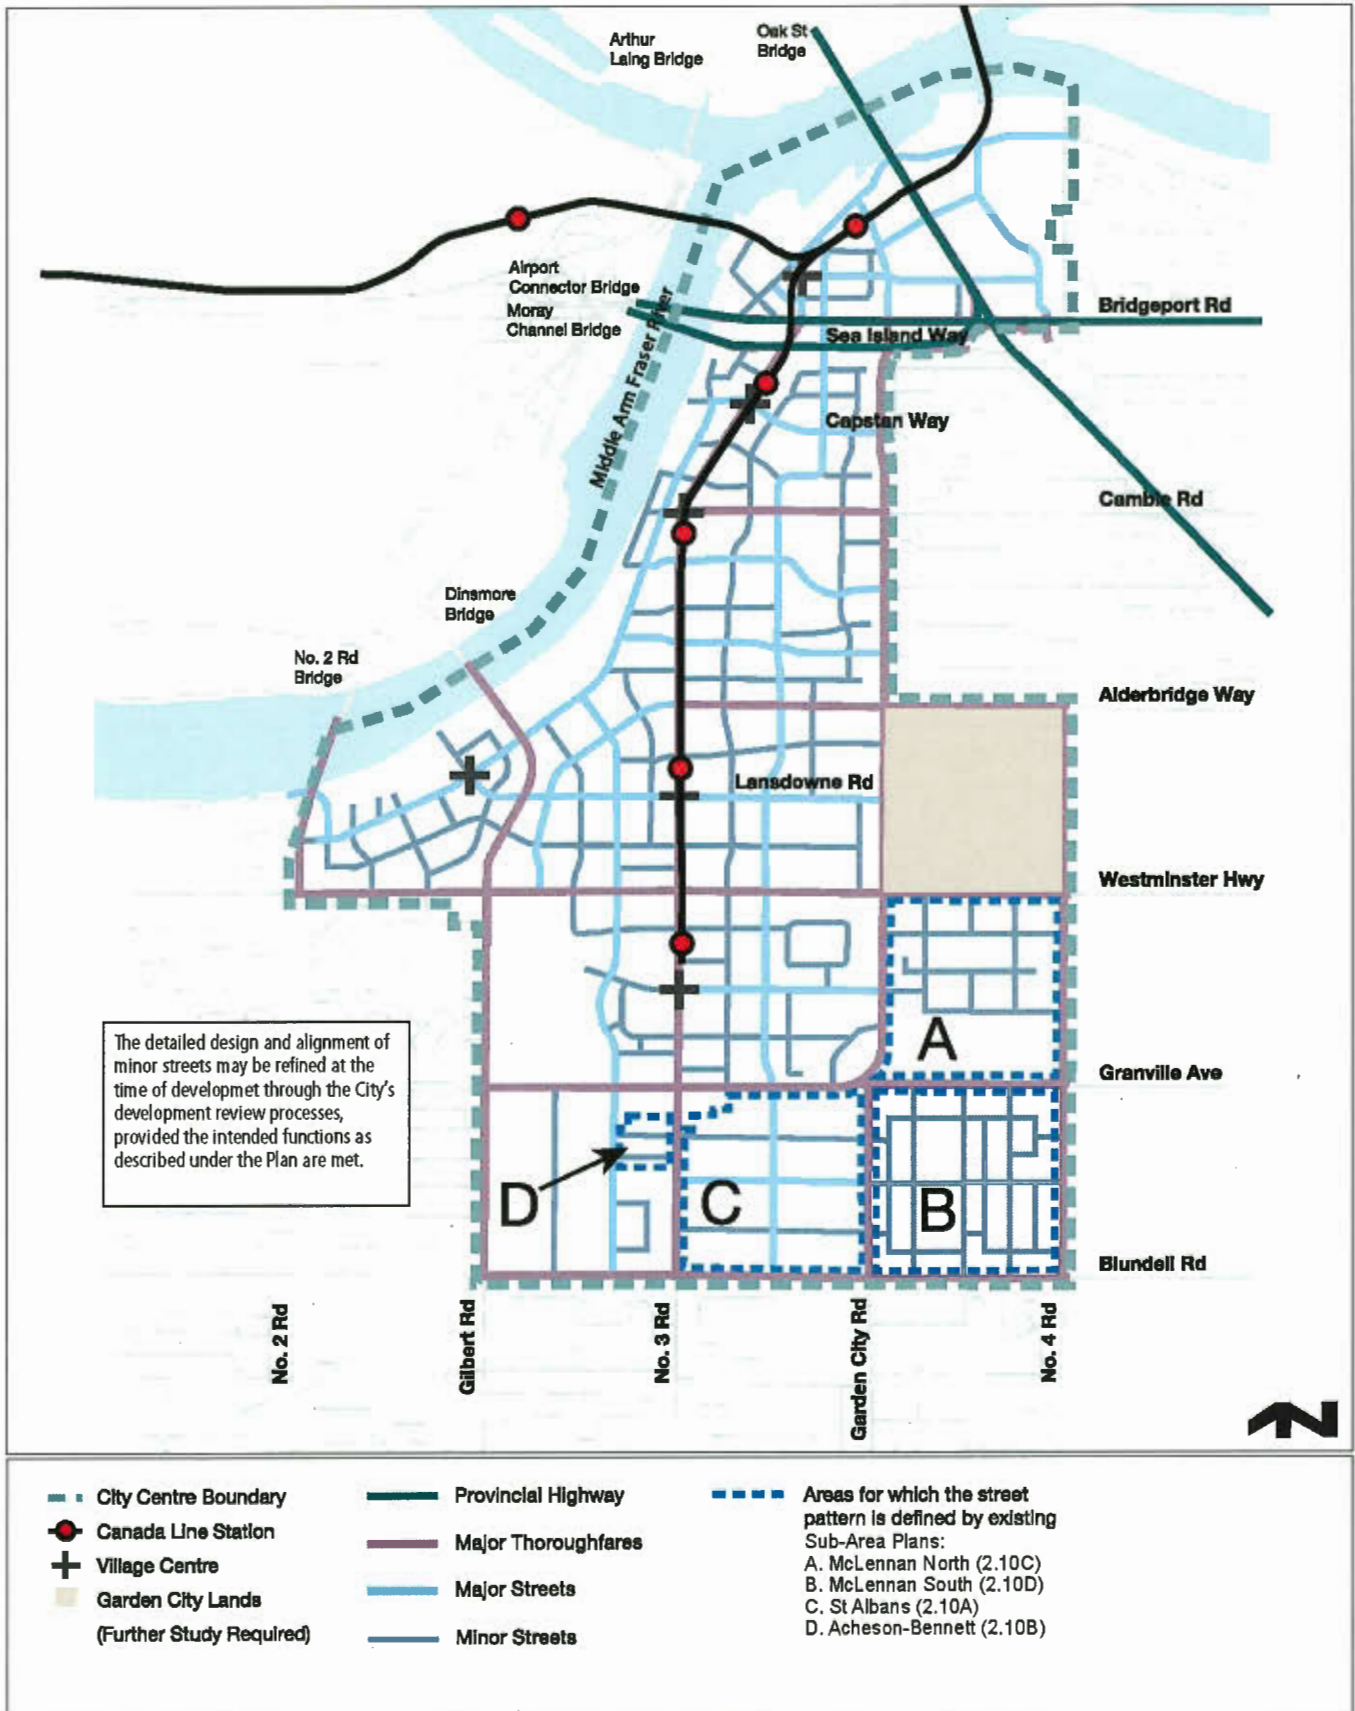 Arthur
Laing Bridge
Oak St
Bridge
Airport
Connector Bridge
Moray
Channel Bridge
Middle Arm Fraser River
Bridgeport Rd
Sea Island Way
Capstan Way
Cambie Rd
Dinsmore
Bridge
No. 2 Rd
Bridge
Alderbridge Way
Lansdowne Rd
Westminster Hwy
The detailed design and alignment of
minor streets may be refined at the
time of developmet through the City's
development review processes,
provided the intended functions as
described under the Plan are met.
A
Granville Ave
D
C
B
Blundell Rd
No. 2 Rd
Gilbert Rd
No. 3 Rd
Garden City Rd
No. 4 Rd
N
City Centre Boundary
Canada Line Station
Village Centre
Garden City Lands
(Further Study Required)
Provincial Highway
Major Thoroughfares
Major Streets
Minor Streets
Areas for which the street
pattern is defined by existing
Sub-Area Plans:
A. McLennan North (2.10C)
B. McLennan South (2.10D)
C. St Albans (2.10A)
D. Acheson-Bennett (2.10B)